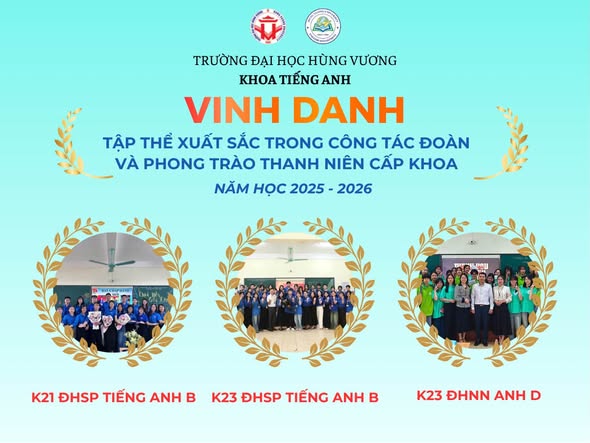 TRƯỜNG ĐẠI HỌC HÙNG VƯƠNG
KHOA TIẾNG ANH
VINH DANH
TẬP THỂ XUẤT SẮC TRONG CÔNG TÁC ĐOÀN
VÀ PHONG TRÀO THANH NIÊN CẤP KHOA
NĂM HỌC 2025 - 2026
K21 ĐHSP TIẾNG ANH B
K23 ĐHSP TIẾNG ANH B
K23 ĐHNN ANH D